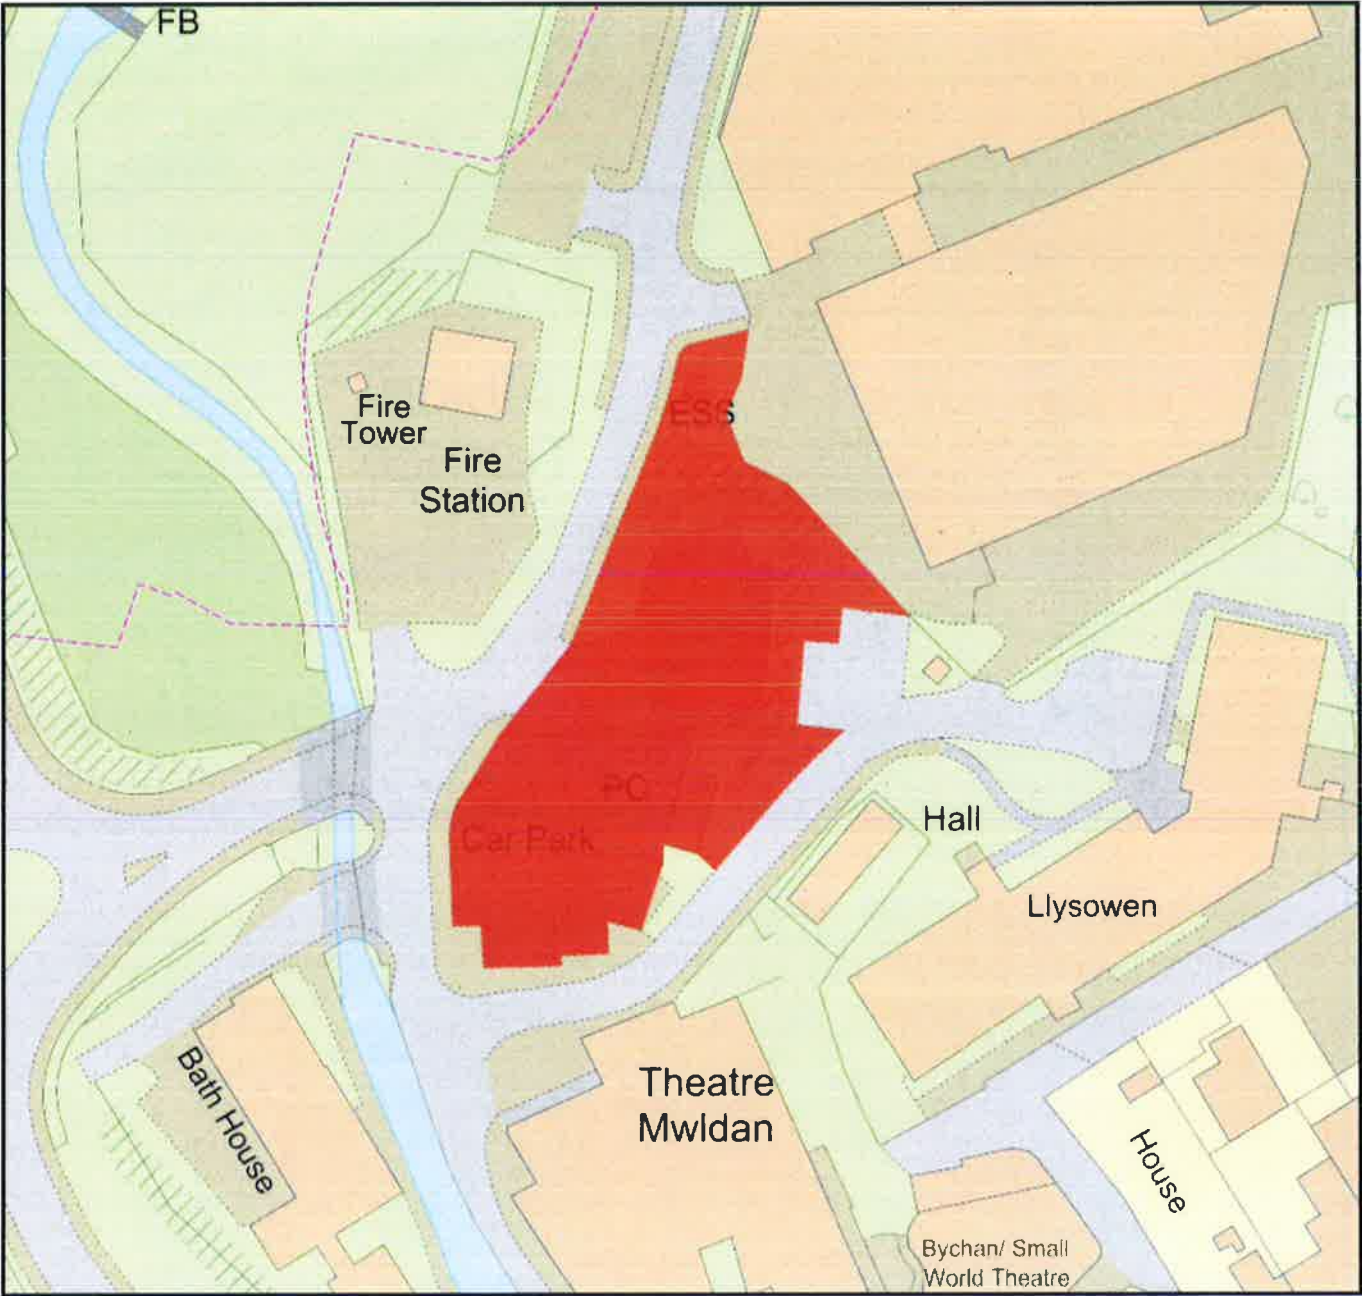 FB
ESS
Fire
Tower
Fire
Station
PC
Car Park
Hall
Llysowen
Bath House
Theatre
Mwldan
House
Bychan/ Small
World Theatre